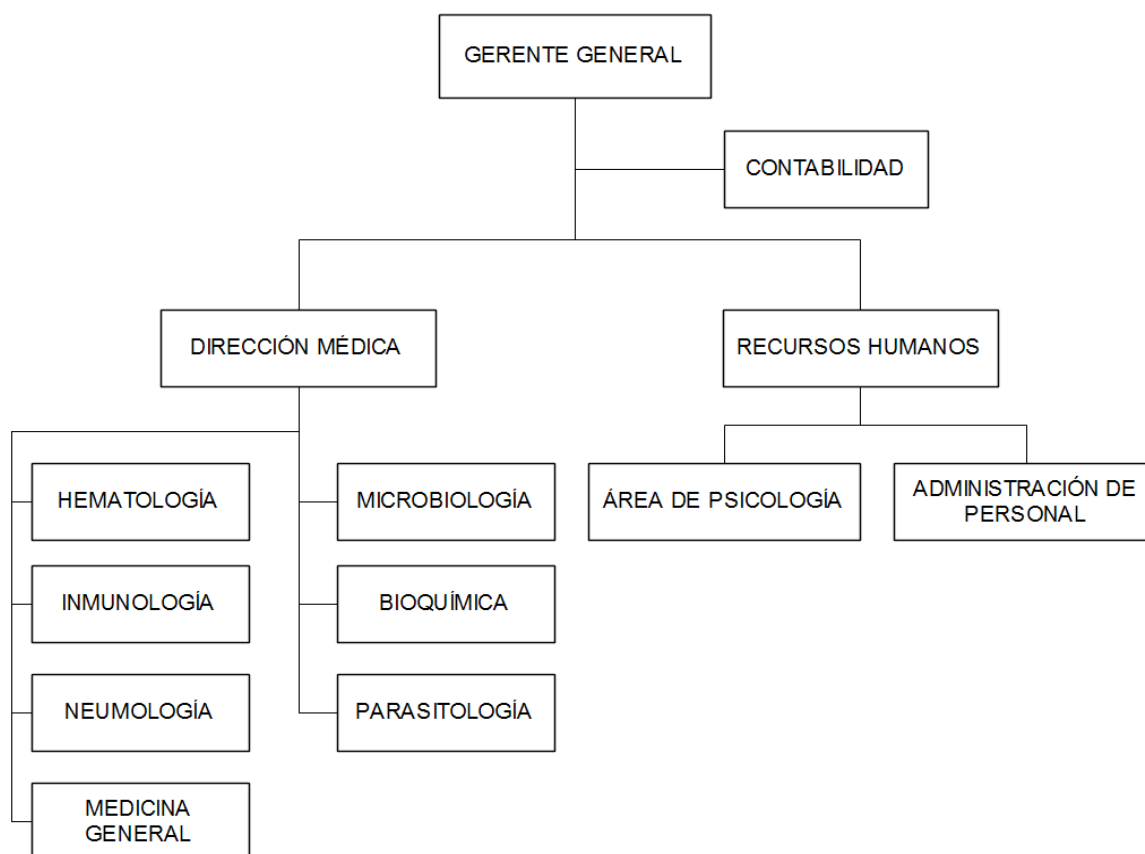 GERENTE GENERAL
CONTABILIDAD
DIRECCIÓN MÉDICA
RECURSOS HUMANOS
HEMATOLOGÍA
MICROBIOLOGÍA
ÁREA DE PSICOLOGÍA
ADMINISTRACIÓN DE
PERSONAL
INMUNOLOGÍA
BIOQUÍMICA
NEUMOLOGÍA
PARASITOLOGÍA
MEDICINA
GENERAL